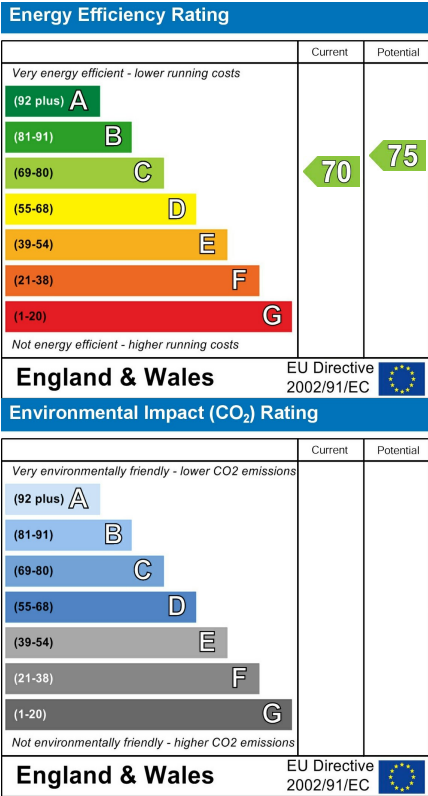 Energy Efficiency Rating
Current Potential
Very energy efficient - lower running costs
(92 plus) A
(81-91) B
(69-80) C
(55-68) D
(39-54) E
(21-38) F
(1-20) G
70
75
Not energy efficient - higher running costs
England & Wales
EU Directive
2002/91/EC
Environmental Impact (CO₂) Rating
Current Potential
Very environmentally friendly - lower CO2 emissions
(92 plus) A
(81-91) B
(69-80) C
(55-68) D
(39-54) E
(21-38) F
(1-20) G
Not environmentally friendly - higher CO2 emissions
England & Wales
EU Directive
2002/91/EC